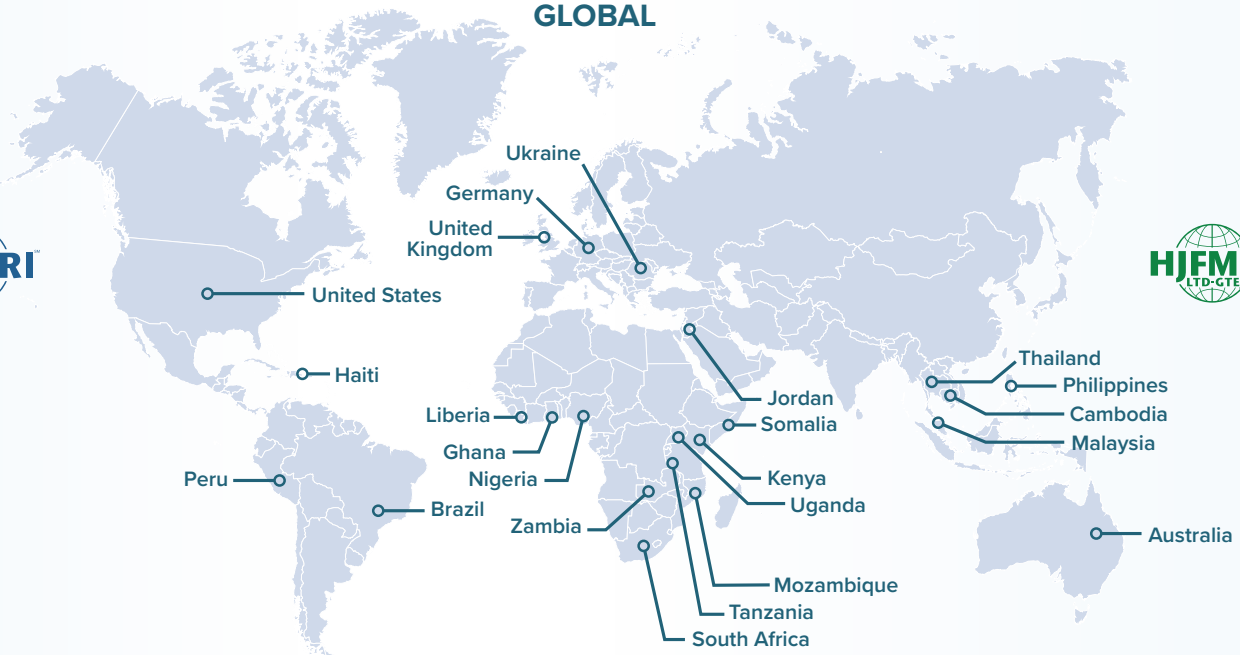 GLOBAL
Ukraine
Germany
United
Kingdom
RI
HJFM
LTD-GTE
United States
Haiti
Thailand
Philippines
Cambodia
Malaysia
Jordan
Somalia
Liberia
Ghana
Nigeria
Kenya
Uganda
Peru
Brazil
Zambia
Australia
Mozambique
Tanzania
South Africa